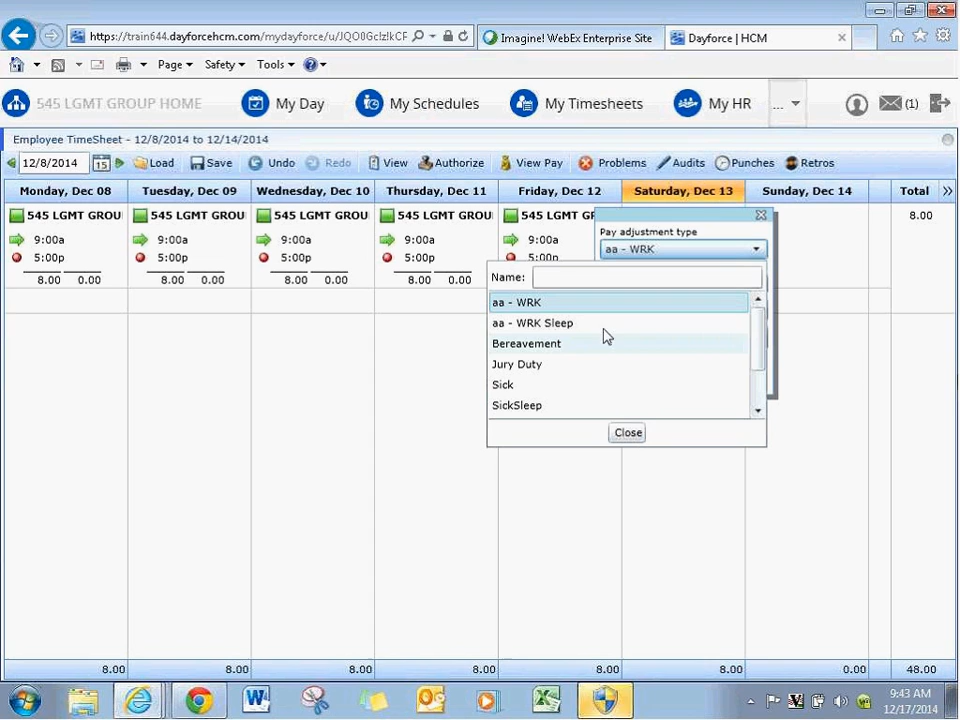 https://train644.dayforcehcm.com/mydayforce/u/
Imagine! WebEx Enterprise Site
Dayforce | HCM
Page Safety Tools
545 LGMT GROUP HOME My Day My Schedules My Timesheets My HR ... (1)
Employee TimeSheet - 12/8/2014 to 12/14/2014
12/8/2014 15 Load Save Undo Redo View Authorize View Pay Problems Audits Punches Retros
Monday, Dec 08 Tuesday, Dec 09 Wednesday, Dec 10 Thursday, Dec 11 Friday, Dec 12 Saturday, Dec 13 Sunday, Dec 14 Total
545 LGMT GROU 545 LGMT GROU 545 LGMT GROU 545 LGMT GROU 545 LGMT GF 8.00
Pay adjustment type
9:00a 9:00a 9:00a 9:00a 9:00a
aa - WRK
5:00p 5:00p 5:00p 5:00p 5:00p
8.00 0.00 8.00 0.00 8.00 0.00 8.00 0.00
Name:
aa - WRK
aa - WRK Sleep
Bereavement
Jury Duty
Sick
SickSleep
Close
8.00 8.00 8.00 8.00 8.00 8.00 0.00 48.00
9:43 AM
12/17/2014